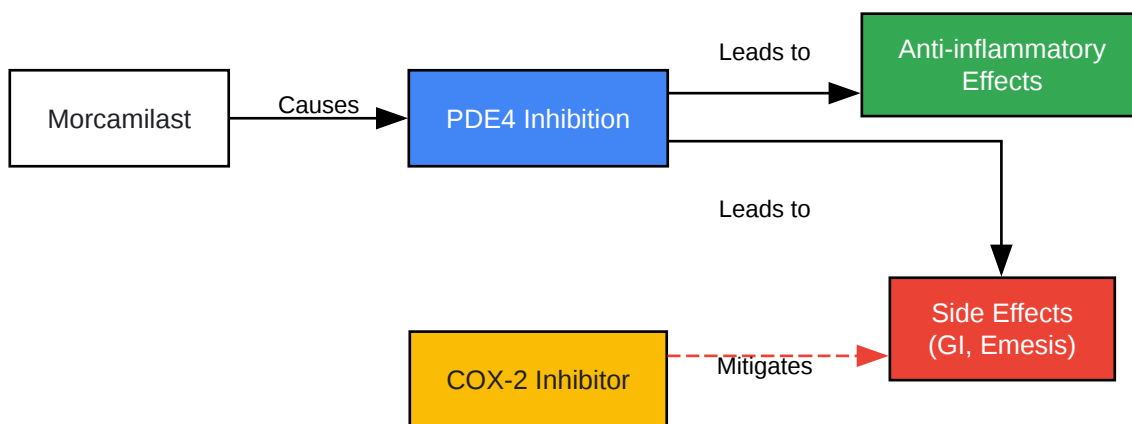 Anti-inflammatory
Effects
Leads to
Morcamilast
Causes
PDE4 Inhibition
Leads to
Side Effects
(GI, Emesis)
COX-2 Inhibitor
Mitigates